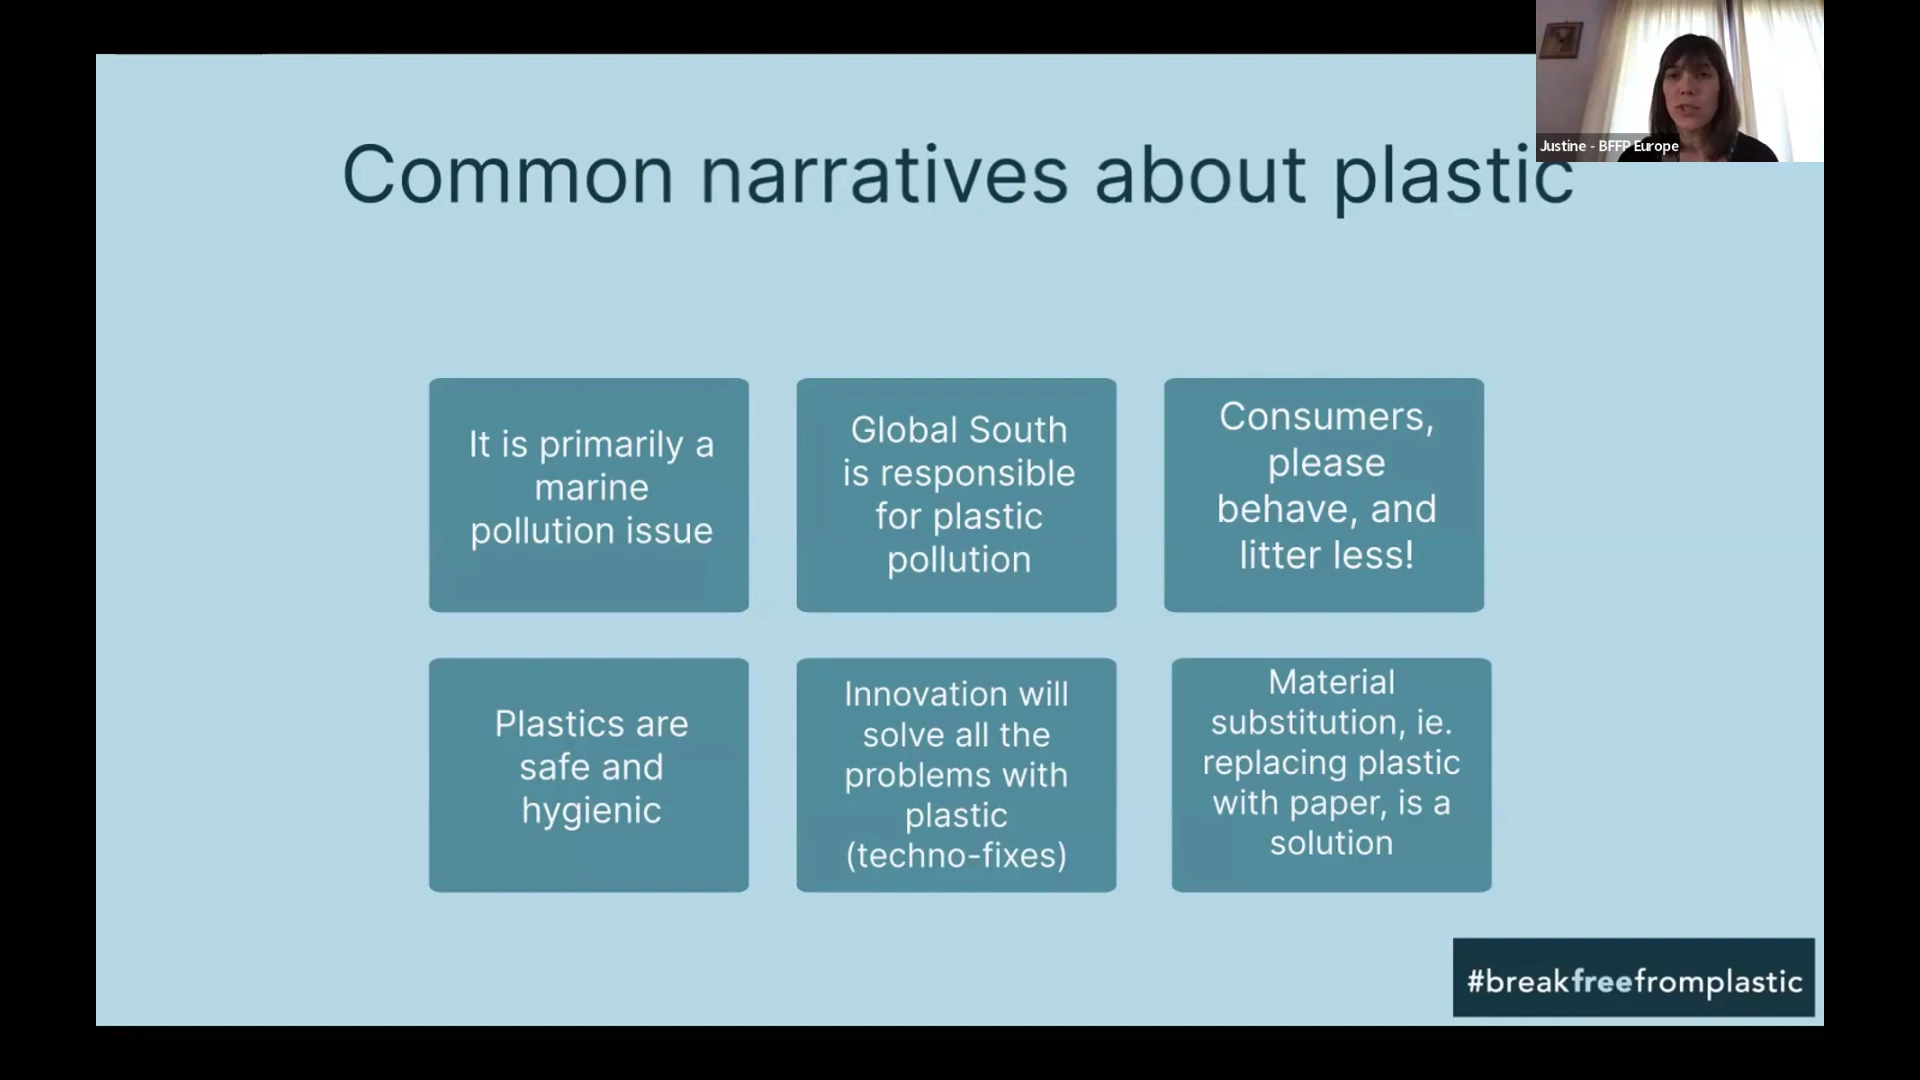 Common narratives about plastic
Justine - BFFP Europe
It is primarily a
marine
pollution issue
Global South
is responsible
for plastic
pollution
Consumers,
please
behave, and
litter less!
Plastics are
safe and
hygienic
Innovation will
solve all the
problems with
plastic
(techno-fixes)
Material
substitution, ie.
replacing plastic
with paper, is a
solution
#breakfreefromplastic